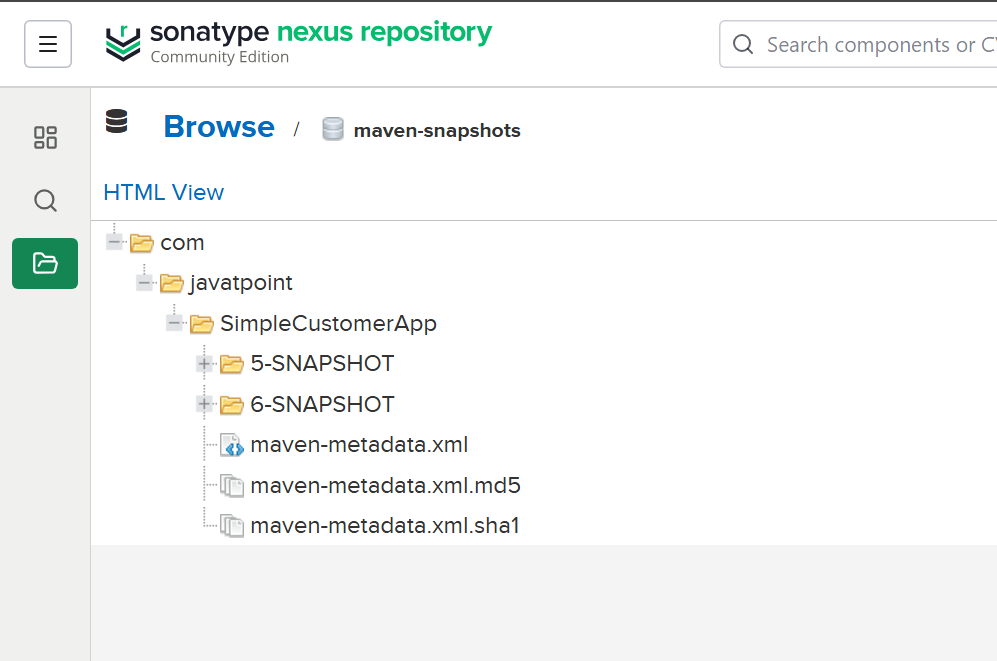 sonatype nexus repository
Community Edition
Search components or CV
Browse / maven-snapshots
HTML View
com
javatpoint
SimpleCustomerApp
5-SNAPSHOT
6-SNAPSHOT
maven-metadata.xml
maven-metadata.xml.md5
maven-metadata.xml.sha1